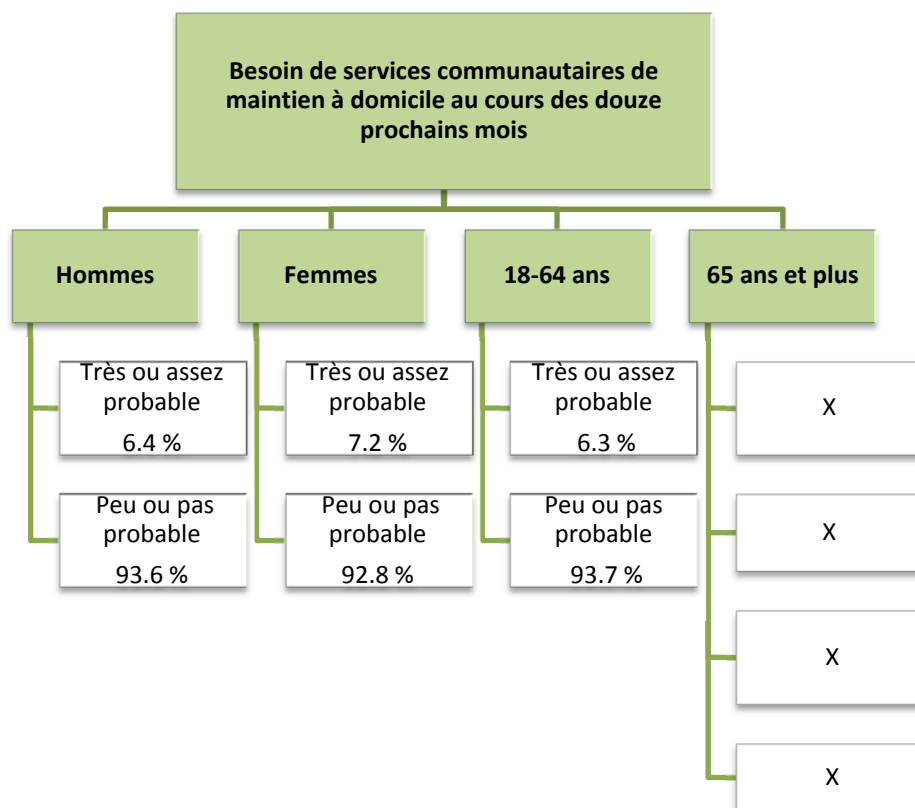 Besoin de services communautaires de
maintien à domicile au cours des douze
prochains mois
Hommes
Femmes
18-64 ans
65 ans et plus
Très ou assez
probable
6.4 %
Très ou assez
probable
7.2 %
Très ou assez
probable
6.3 %
X
Peu ou pas
probable
93.6 %
Peu ou pas
probable
92.8 %
Peu ou pas
probable
93.7 %
X
X
X